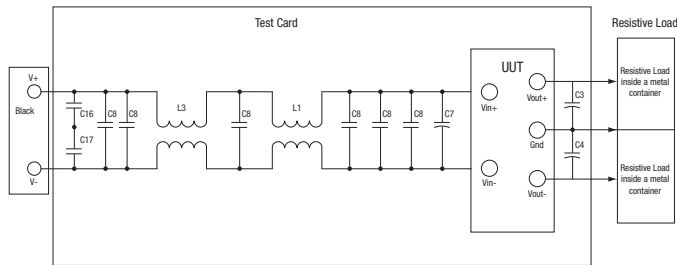 Test Card
Resistive Load
V+
Black
V-
C16
C17
C8
C8
L3
C8
L1
C8
C8
C8
C7
UUT
Vin+
Vin-
Vout+
Gnd
Vout-
C3
C4
Resistive Load
inside a metal
container
Resistive Load
inside a metal
container